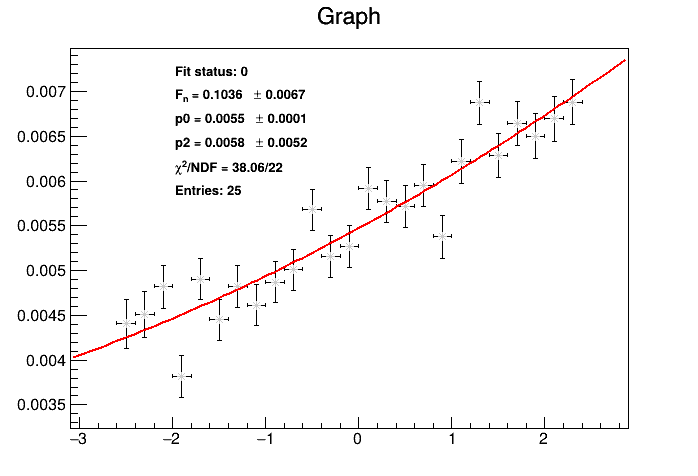 Graph
Fit status: 0
Fn = 0.1036 ± 0.0067
p0 = 0.0055 ± 0.0001
p2 = 0.0058 ± 0.0052
χ²/NDF = 38.06/22
Entries: 25
0.007
0.0065
0.006
0.0055
0.005
0.0045
0.004
0.0035
−3 −2 −1 0 1 2